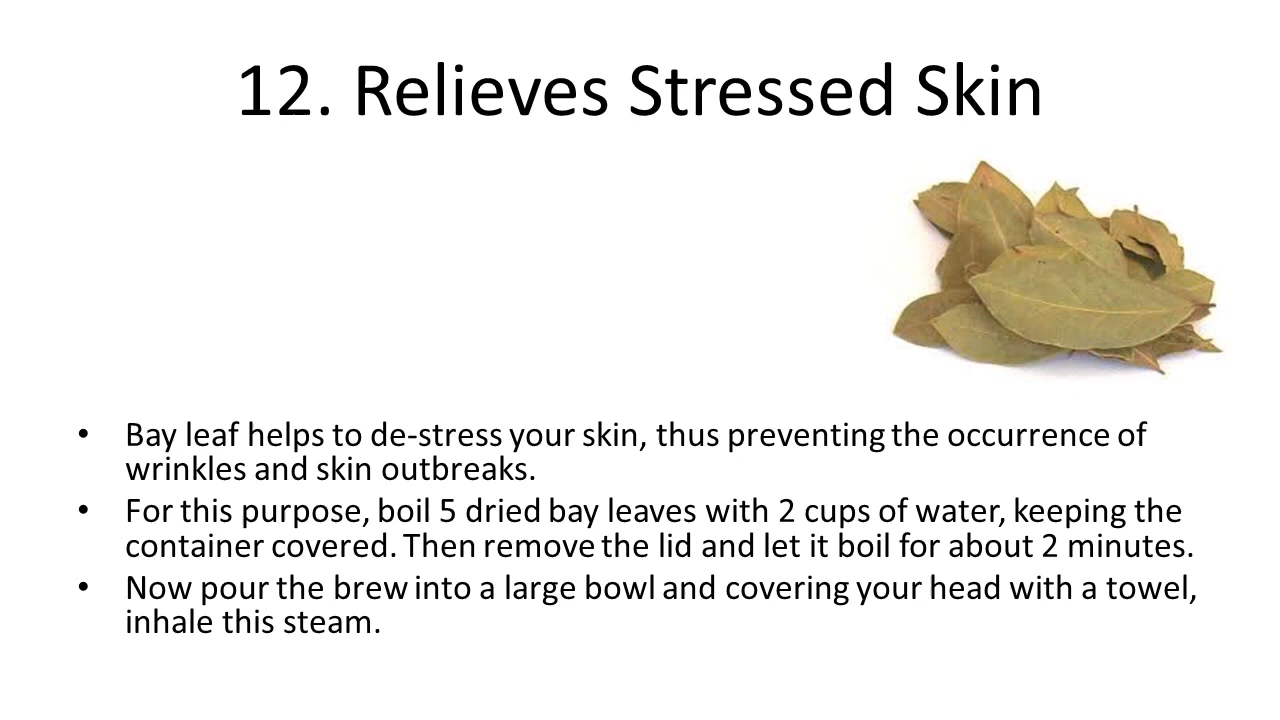 12. Relieves Stressed Skin
• Bay leaf helps to de-stress your skin, thus preventing the occurrence of
wrinkles and skin outbreaks.
• For this purpose, boil 5 dried bay leaves with 2 cups of water, keeping the
container covered. Then remove the lid and let it boil for about 2 minutes.
• Now pour the brew into a large bowl and covering your head with a towel,
inhale this steam.